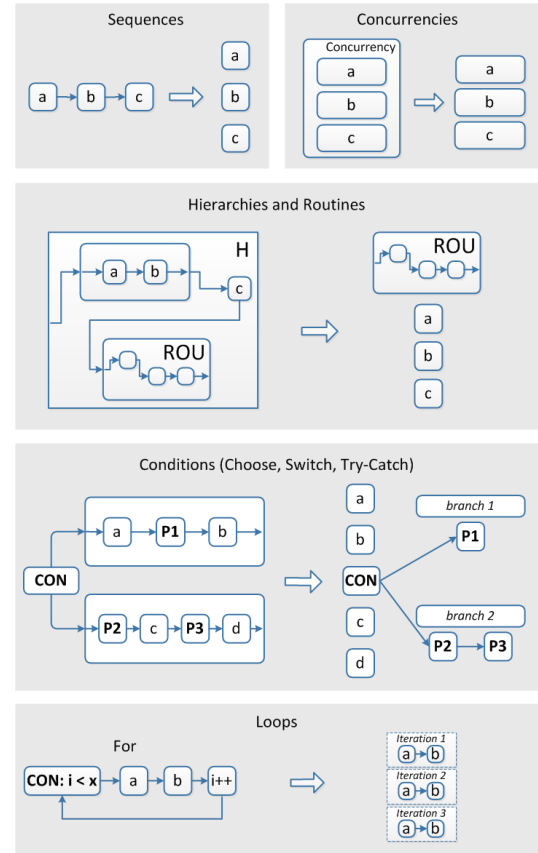 Sequences
a
b
c
a
b
c
Concurrencies
Concurrency
a
b
c
a
b
c
Hierarchies and Routines
H
a
b
c
ROU
ROU
a
b
c
Conditions (Choose, Switch, Try-Catch)
a
P1
b
CON
P2
c
P3
d
a
b
CON
c
d
branch 1
P1
branch 2
P2
P3
Loops
For
CON: i < x
a
b
i++
Iteration 1
a
b
Iteration 2
a
b
Iteration 3
a
b